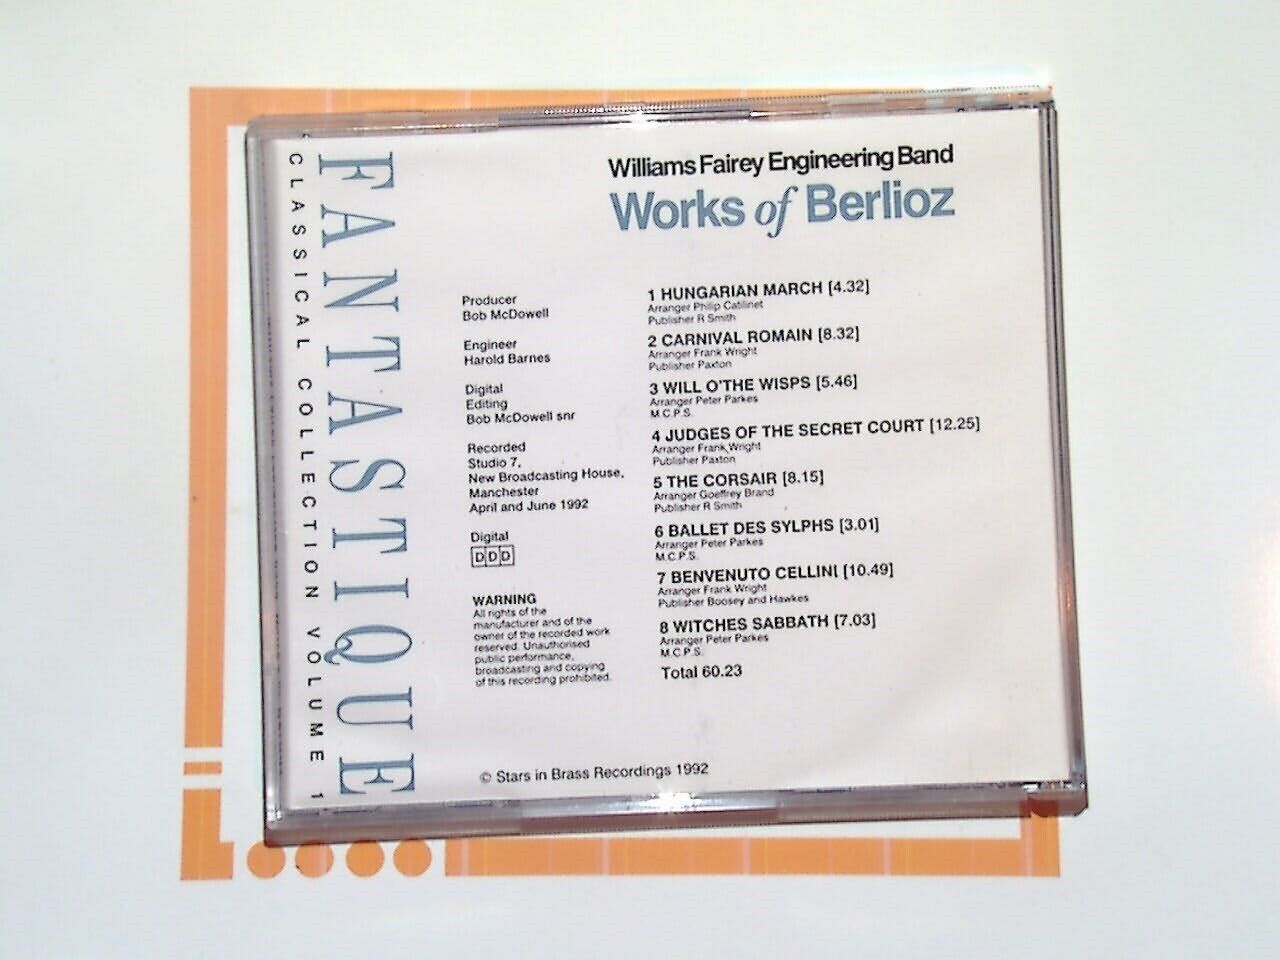 CLASSICAL COLLECTION VOLUME 1
FANTASTIQUE
Williams Fairey Engineering Band
Works of Berlioz
Producer
Bob McDowell
Engineer
Harold Barnes
Digital
Editing
Bob McDowell snr
Recorded
Studio 7,
New Broadcasting House,
Manchester
April and June 1992
Digital
DDD
WARNING
All rights of the
manufacturer and of the
owner of the recorded work
reserved. Unauthorised
public performance,
broadcasting and copying
of this recording prohibited.
1 HUNGARIAN MARCH [4.32]
Arranger Philip Catilinet
Publisher R Smith
2 CARNIVAL ROMAIN [8.32]
Arranger Frank Wright
Publisher Paxton
3 WILL O'THE WISPS [5.46]
Arranger Peter Parkes
M.C.P.S.
4 JUDGES OF THE SECRET COURT [12.25]
Arranger Frank Wright
Publisher Paxton
5 THE CORSAIR [8.15]
Arranger Goeffrey Brand
Publisher R Smith
6 BALLET DES SYLPHS [3.01]
Arranger Peter Parkes
M.C.P.S.
7 BENVENUTO CELLINI [10.49]
Arranger Frank Wright
Publisher Boosey and Hawkes
8 WITCHES SABBATH [7.03]
Arranger Peter Parkes
M.C.P.S.
Total 60.23
© Stars in Brass Recordings 1992